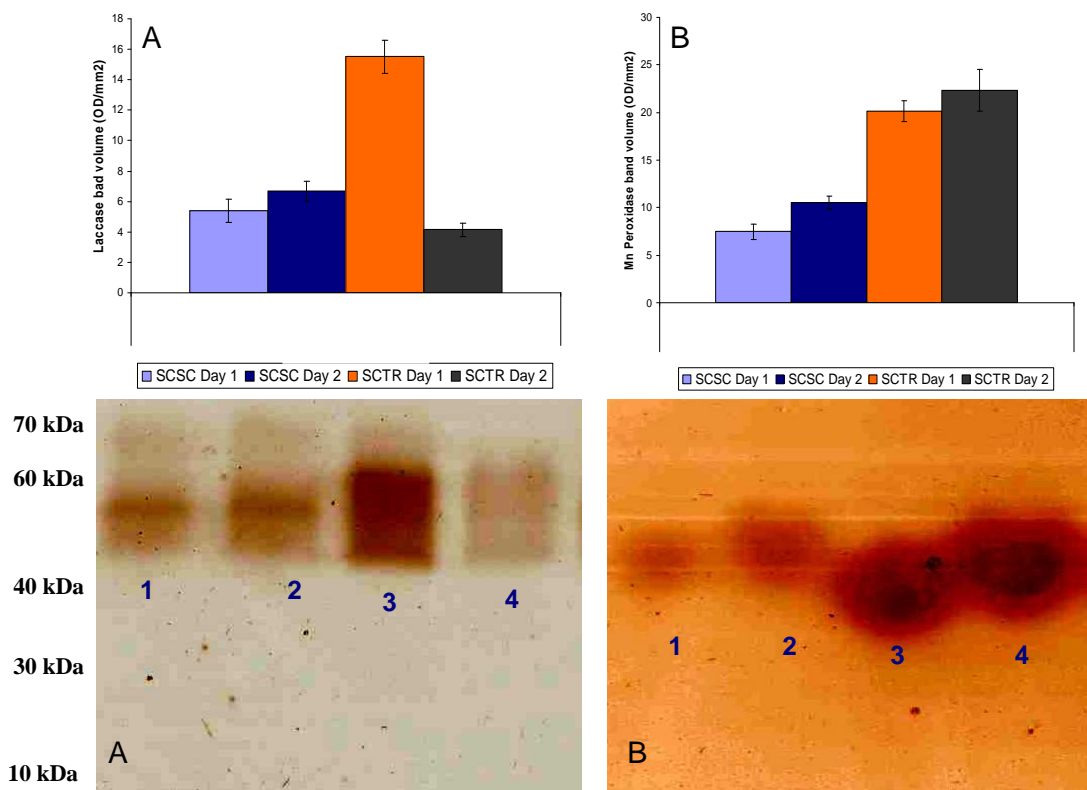 A
Laccase bad volume (OD/mm2)
18
16
14
12
10
8
6
4
2
0
SCSC Day 1 SCSC Day 2 SCTR Day 1 SCTR Day 2
B
Mn Peroxidase band volume (OD/mm2)
30
25
20
15
10
5
0
SCSC Day 1 SCSC Day 2 SCTR Day 1 SCTR Day 2
70 kDa
60 kDa
40 kDa
30 kDa
10 kDa
1 2 3 4
A
1 2 3 4
B